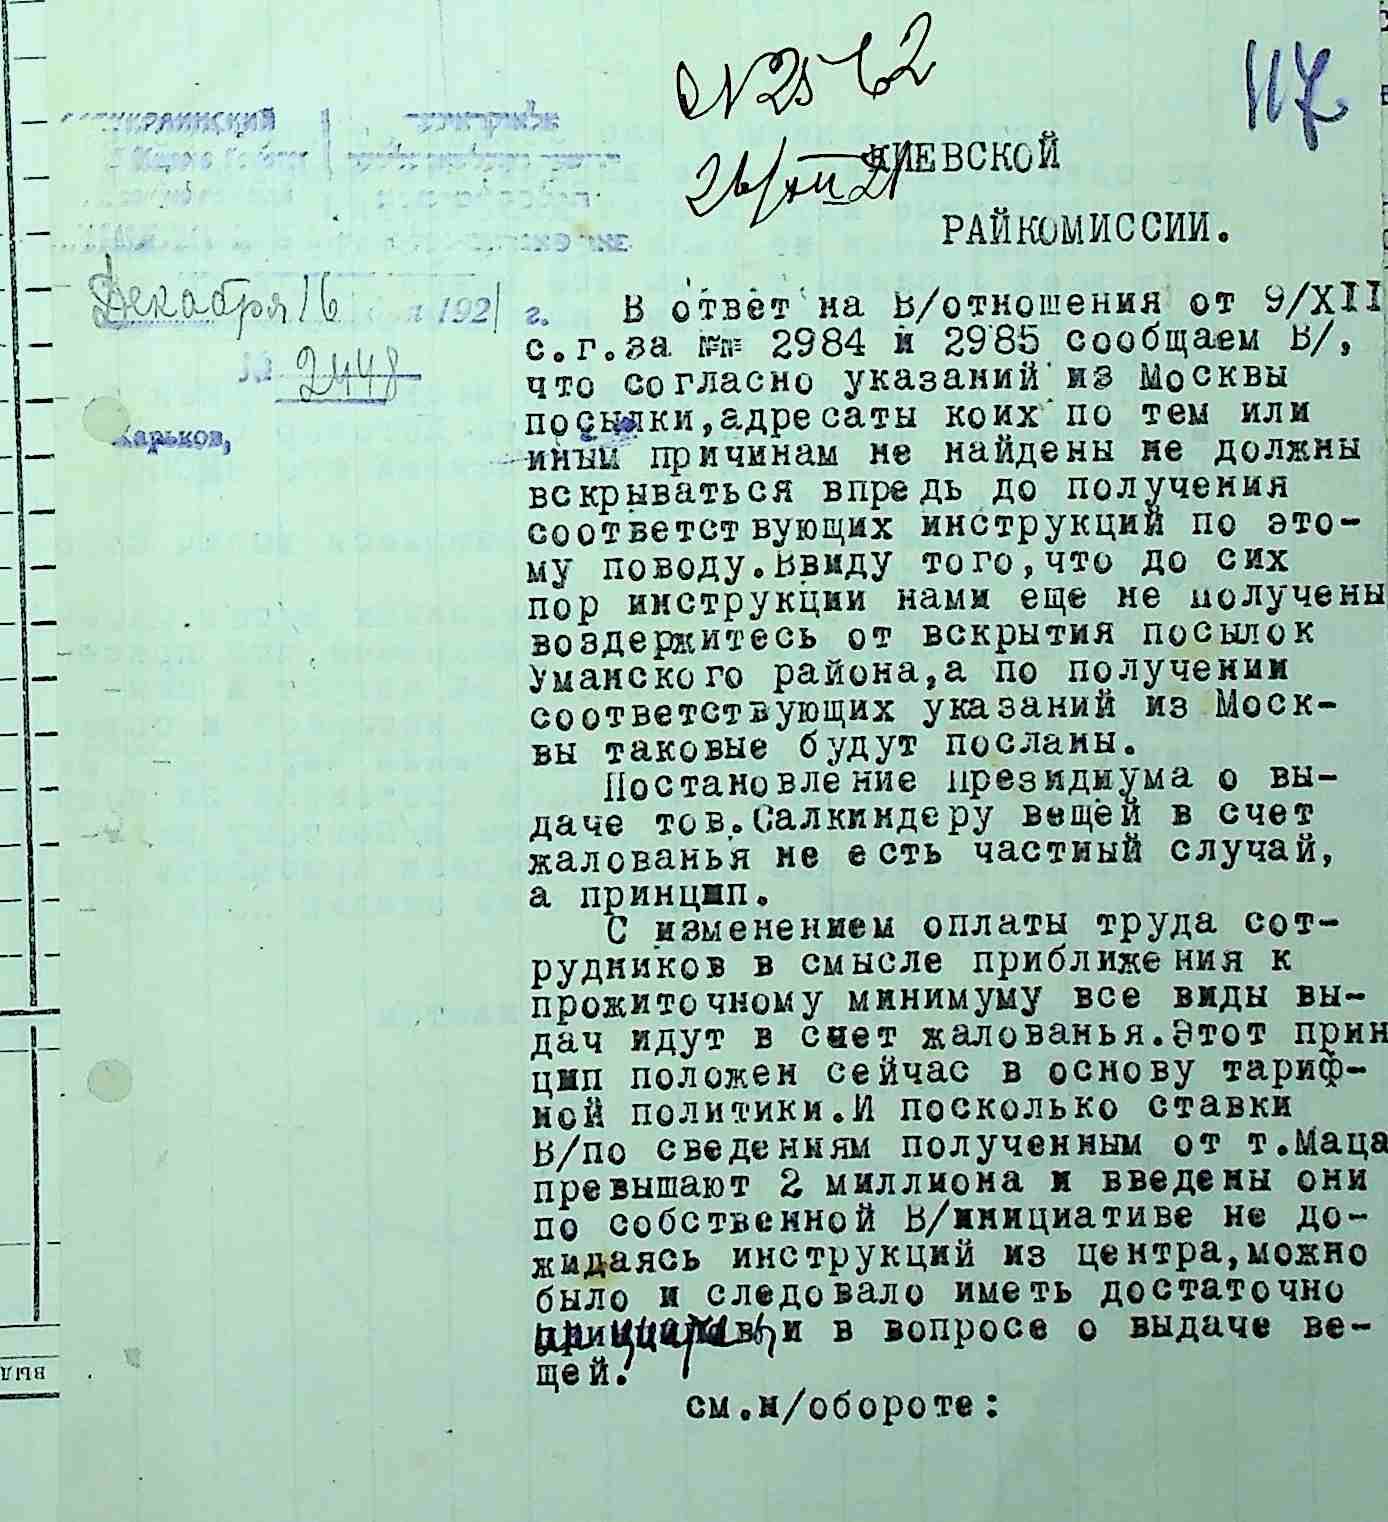 117
26/XII 21
КИЕВСКОЙ
РАЙКОМИССИИ.
УКРАИНСКИЙ
Декабря 16 дня 1921 г.
№ 2448
Харьков,
В ответ на В/отношения от 9/XII
с.г.за №№ 2984 и 2985 сообщаем В/,
что согласно указаний из Москвы
посылки,адресаты коих по тем или
иным причинам не найдены не должны
вскрываться впредь до получения
соответствующих инструкций по это-
му поводу.Ввиду того,что до сих
пор инструкции нами еще не получены
воздержитесь от вскрытия посылок
Уманского района,а по получении
соответствующих указаний из Моск-
вы таковые будут посланы.
Постановление Президиума о вы-
даче тов.Салкиндеру вещей в счет
жалованья не есть частный случай,
а принцип.
С изменением оплаты труда сот-
рудников в смысле приближения к
прожиточному минимуму все виды вы-
дач идут в счет жалованья.Этот прин
цип положен сейчас в основу тариф-
ной политики.И посколько ставки
В/по сведениям полученным от т.Маца
превышают 2 миллиона и введены они
по собственной В/инициативе не до-
жидаясь инструкций из центра,можно
было и следовало иметь достаточно
и в вопросе о выдаче ве-
щей.
см.н/обороте: